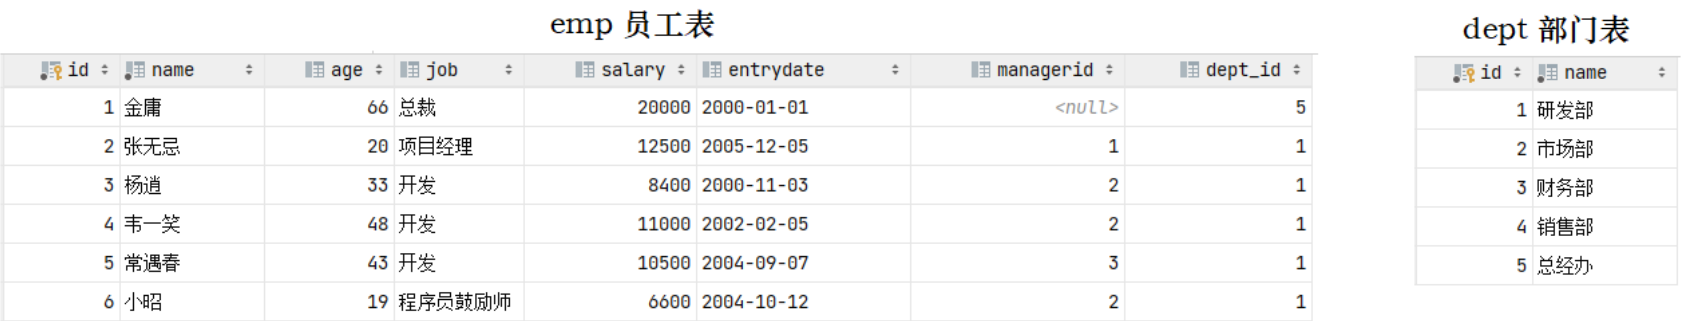 emp 员工表
dept 部门表
id name age job salary entrydate managerid dept_id
1 金庸 66 总裁 20000 2000-01-01 <null> 5
2 张无忌 20 项目经理 12500 2005-12-05 1 1
3 杨逍 33 开发 8400 2000-11-03 2 1
4 韦一笑 48 开发 11000 2002-02-05 2 1
5 常遇春 43 开发 10500 2004-09-07 3 1
6 小昭 19 程序员鼓励师 6600 2004-10-12 2 1
id name
1 研发部
2 市场部
3 财务部
4 销售部
5 总经办